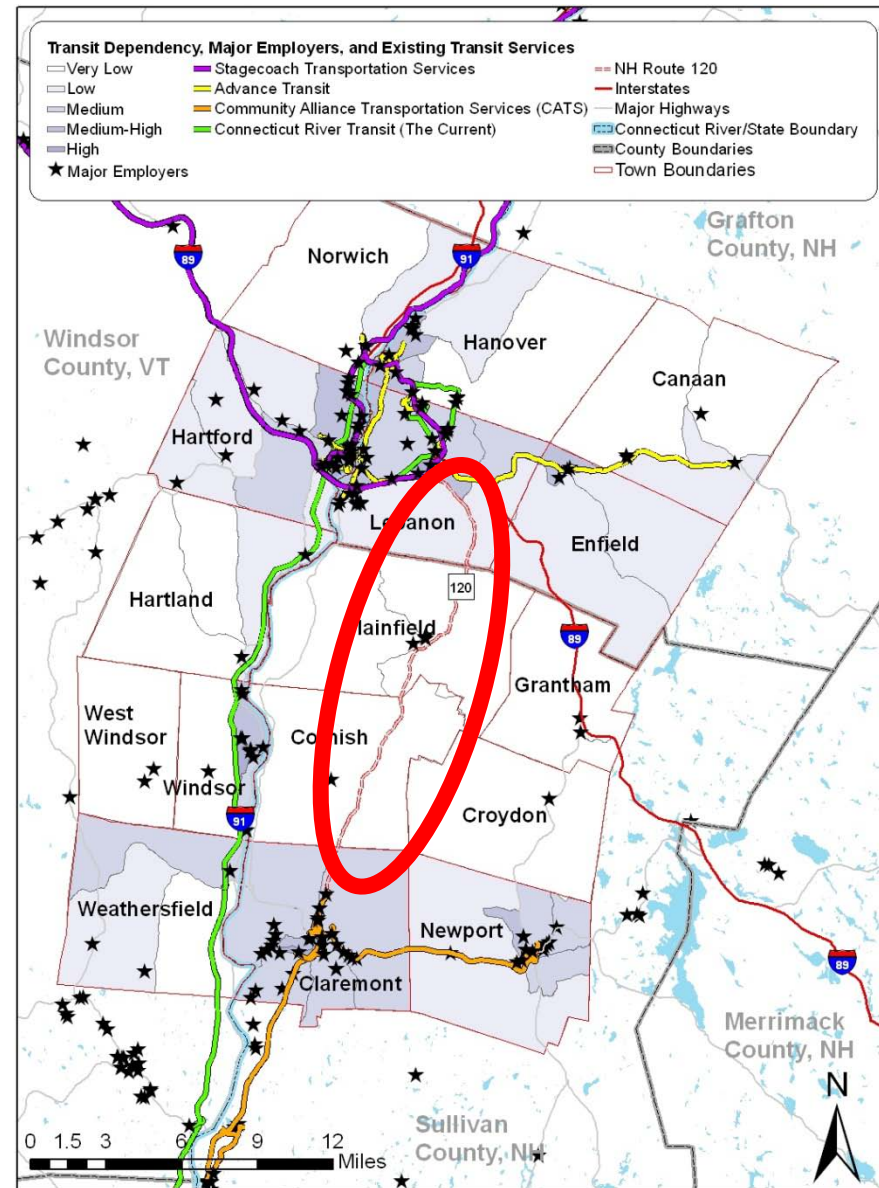 Transit Dependency, Major Employers, and Existing Transit Services
Very Low
Low
Medium
Medium-High
High
Major Employers
Stagecoach Transportation Services
Advance Transit
Community Alliance Transportation Services (CATS)
Connecticut River Transit (The Current)
NH Route 120
Interstates
Major Highways
Connecticut River/State Boundary
County Boundaries
Town Boundaries
Grafton
County, NH
89
91
Norwich
Hanover
Windsor
County, VT
Canaan
Hartford
Lebanon
Enfield
120
Hartland
lainfield
89
Grantham
West
Windsor
Cornish
Windsor
91
Croydon
Weathersfield
Newport
Claremont
89
Merrimack
County, NH
N
Sullivan
County, NH
0 1.5 3 6 9 12
Miles